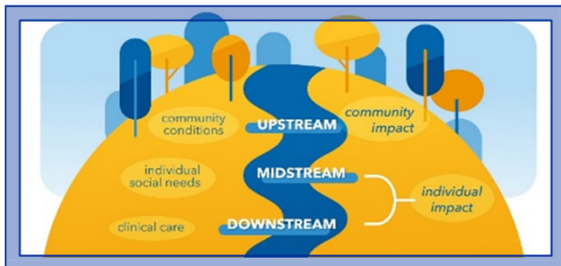 community
conditions
UPSTREAM
community
impact
individual
social needs
MIDSTREAM
individual
impact
clinical care
DOWNSTREAM